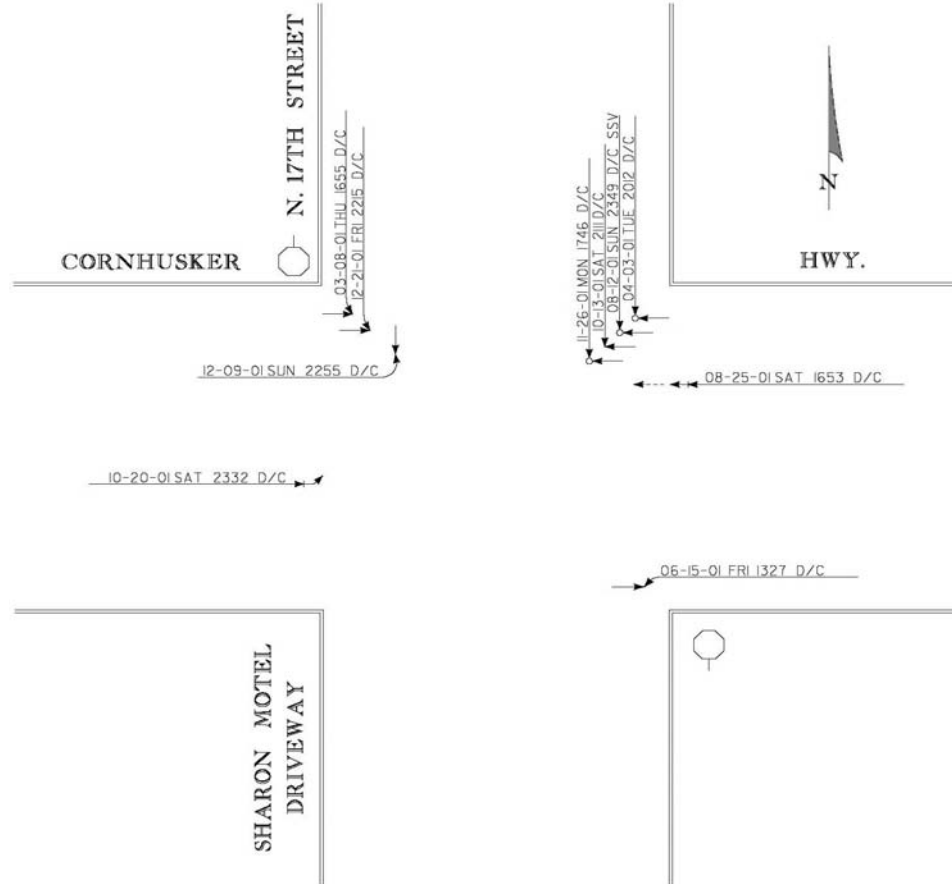 N. 17TH STREET
03-08-01 THU 1655 D/C
12-21-01 FRI 2215 D/C
11-26-01 MON 1746 D/C
10-13-01 SAT 2111 D/C
08-12-01 SUN 2349 D/C SSV
04-03-01 TUE 2012 D/C
N
CORNHUSKER
HWY.
12-09-01 SUN 2255 D/C
08-25-01 SAT 1653 D/C
10-20-01 SAT 2332 D/C
06-15-01 FRI 1327 D/C
SHARON MOTEL
DRIVEWAY